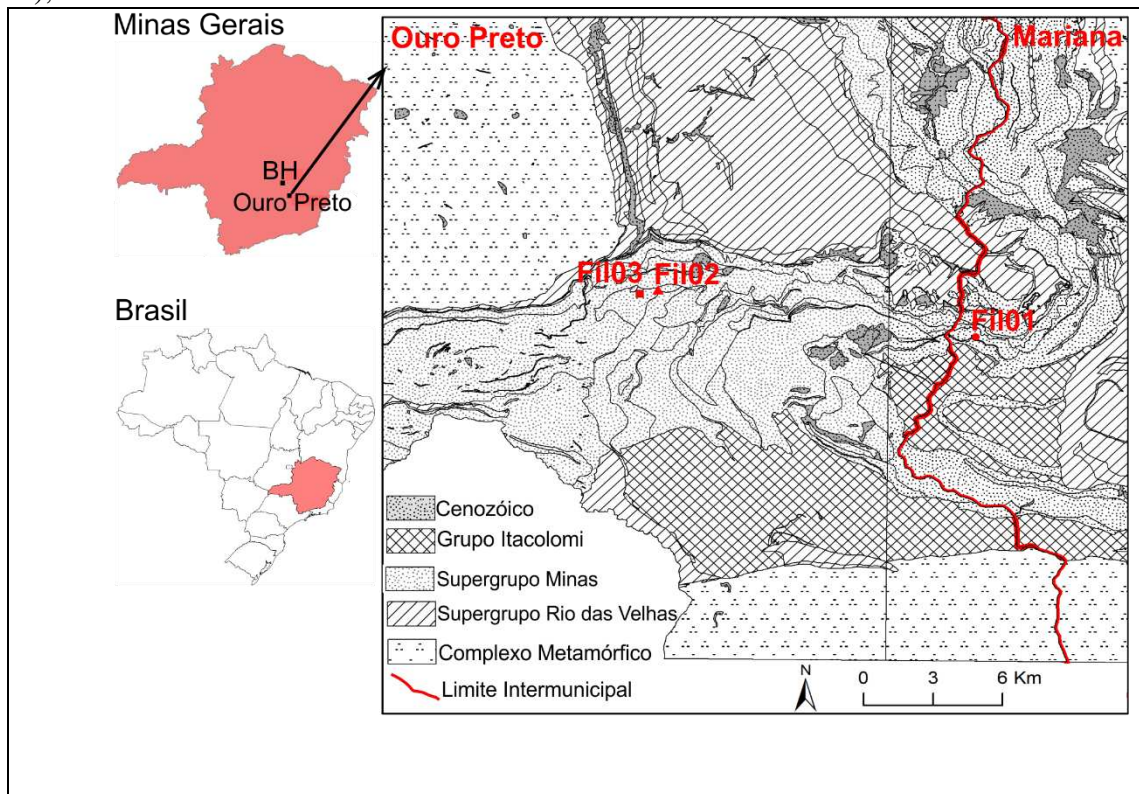 Minas Gerais
BH
Ouro Preto
Brasil
Ouro Preto
Mariana
Fil03
Fil02
Fil01
Cenozóico
Grupo Itacolomi
Supergrupo Minas
Supergrupo Rio das Velhas
Complexo Metamórfico
Limite Intermunicipal
N
0 3 6 Km